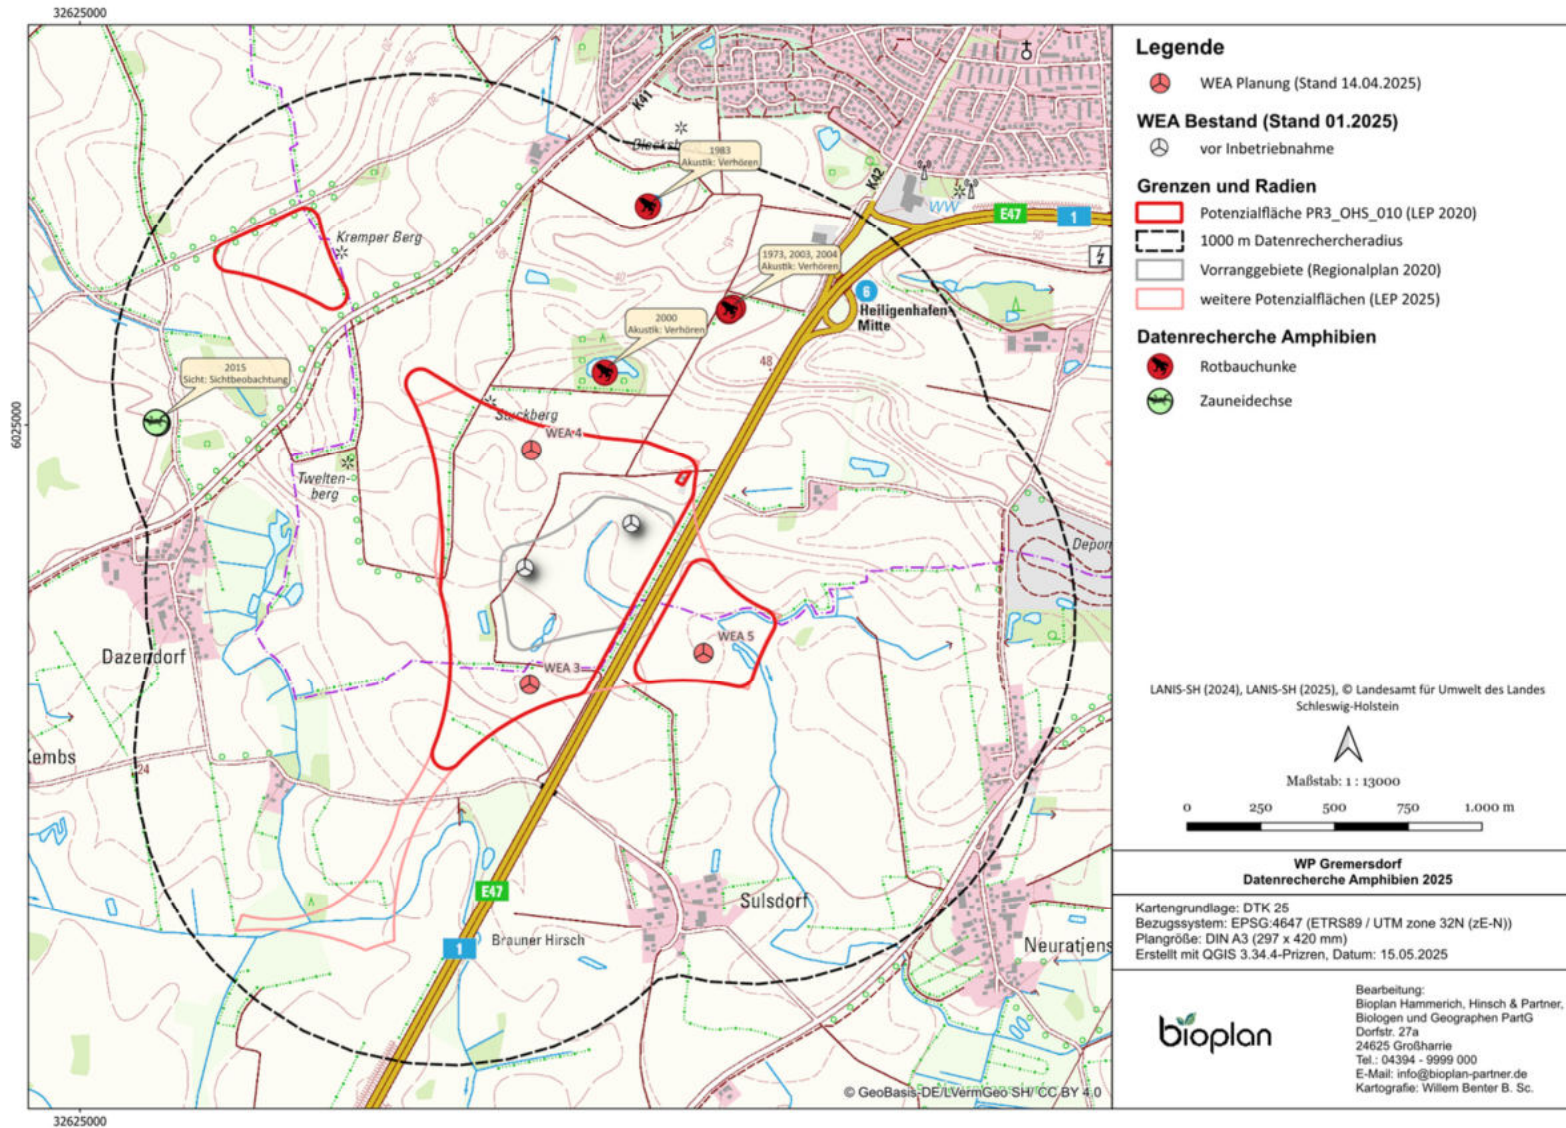 32625000
Legende
WEA Planung (Stand 14.04.2025)
WEA Bestand (Stand 01.2025)
vor Inbetriebnahme
Grenzen und Radien
Potenzialfläche PR3_OHS_010 (LEP 2020)
1000 m Datenrechercheradius
Vorranggebiete (Regionalplan 2020)
weitere Potenzialflächen (LEP 2025)
Datenrecherche Amphibien
Rotbauchunke
Zauneidechse
K41
1983
Akustik: Verhören
K42
WW
E47
1
Kremper Berg
1973, 2003, 2004
Akustik: Verhören
6
Heiligenhafen
Mitte
2000
Akustik: Verhören
48
2015
Sicht: Sichtbeobachtung
6025000
WEA 4
Twelten-
berg
Depon
WEA 5
Dazendorf
WEA 3
Kembs
24
E47
1
Brauner Hirsch
Sulsdorf
Neuratjens
© GeoBasis-DE/LVermGeo SH/ CC BY 4.0
32625000
LANIS-SH (2024), LANIS-SH (2025), © Landesamt für Umwelt des Landes
Schleswig-Holstein
Maßstab: 1 : 13000
0 250 500 750 1.000 m
WP Gremersdorf
Datenrecherche Amphibien 2025
Kartengrundlage: DTK 25
Bezugssystem: EPSG:4647 (ETRS89 / UTM zone 32N (zE-N))
Plangröße: DIN A3 (297 x 420 mm)
Erstellt mit QGIS 3.34.4-Prizren, Datum: 15.05.2025
bioplan
Bearbeitung:
Bioplan Hammerich, Hinsch & Partner,
Biologen und Geographen PartG
Dorfstr. 27a
24625 Großharrie
Tel.: 04394 - 9999 000
E-Mail: info@bioplan-partner.de
Kartografie: Willem Benter B. Sc.